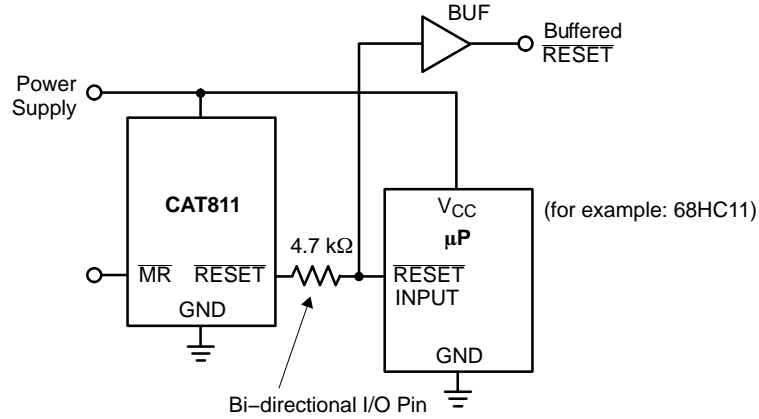 BUF
Buffered
RESET
Power
Supply
CAT811
VCC
µP
(for example: 68HC11)
4.7 kΩ
MR
RESET
RESET
INPUT
GND
GND
Bi−directional I/O Pin